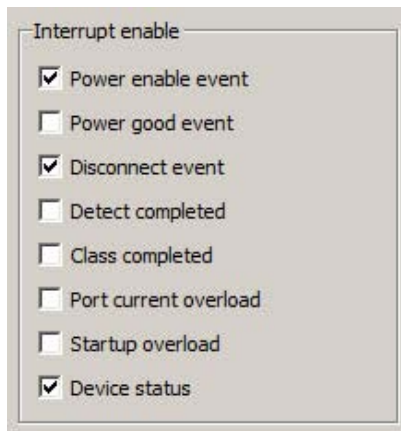 Interrupt enable
Power enable event
Power good event
Disconnect event
Detect completed
Class completed
Port current overload
Startup overload
Device status